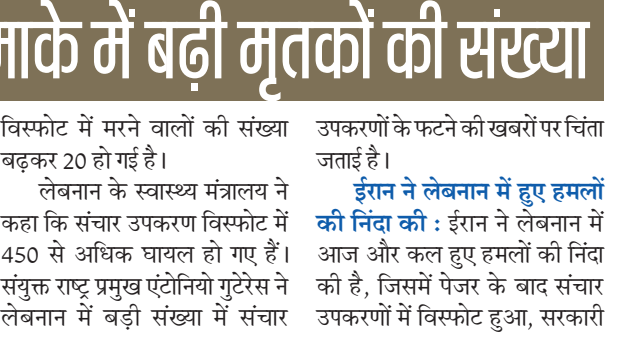 माके में बढ़ी मृतकों की संख्या
विस्फोट में मरने वालों की संख्या
बढ़कर 20 हो गई है।
लेबनान के स्वास्थ्य मंत्रालय ने
कहा कि संचार उपकरण विस्फोट में
450 से अधिक घायल हो गए हैं।
संयुक्त राष्ट्र प्रमुख एंटोनियो गुटेरेस ने
लेबनान में बड़ी संख्या में संचार
उपकरणों के फटने की खबरों पर चिंता
जताई है।
ईरान ने लेबनान में हुए हमलों
की निंदा की : ईरान ने लेबनान में
आज और कल हुए हमलों की निंदा
की है, जिसमें पेजर के बाद संचार
उपकरणों में विस्फोट हुआ, सरकारी